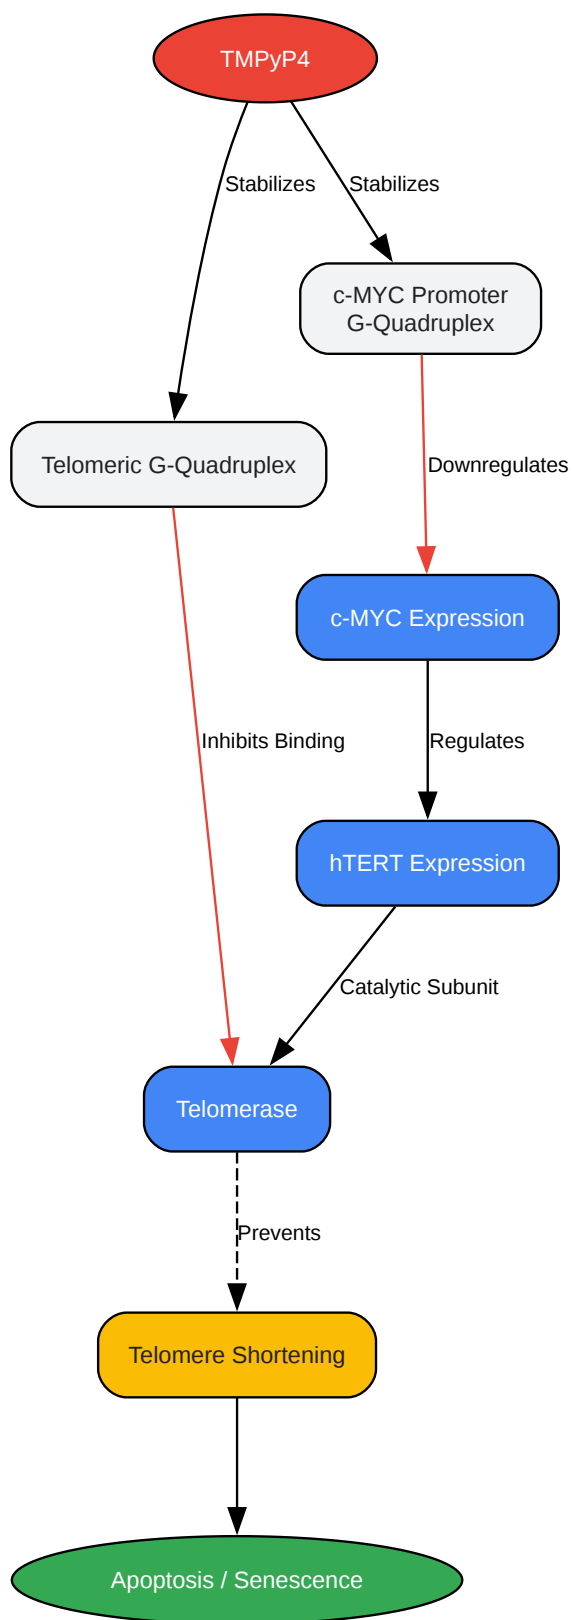 TMPyP4
Stabilizes
Stabilizes
c-MYC Promoter
G-Quadruplex
Telomeric G-Quadruplex
Downregulates
c-MYC Expression
Inhibits Binding
Regulates
hTERT Expression
Catalytic Subunit
Telomerase
Prevents
Telomere Shortening
Apoptosis / Senescence